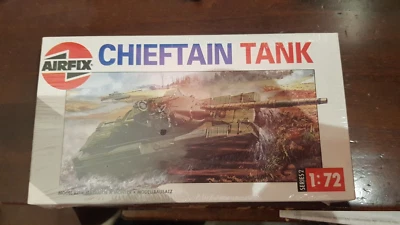 AIRFIX
CHIEFTAIN TANK
SERIES 2
1:72